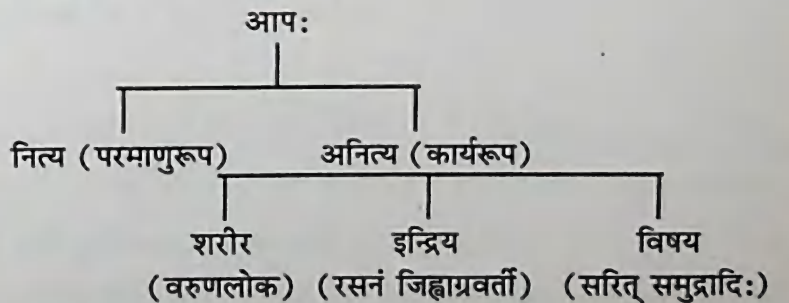 आप:
नित्य (परमाणुरूप) अनित्य (कार्यरूप)
शरीर इन्द्रिय विषय
(वरुणलोक) (रसनं जिह्वाग्रवर्ती) (सरित् समुद्रादि:)